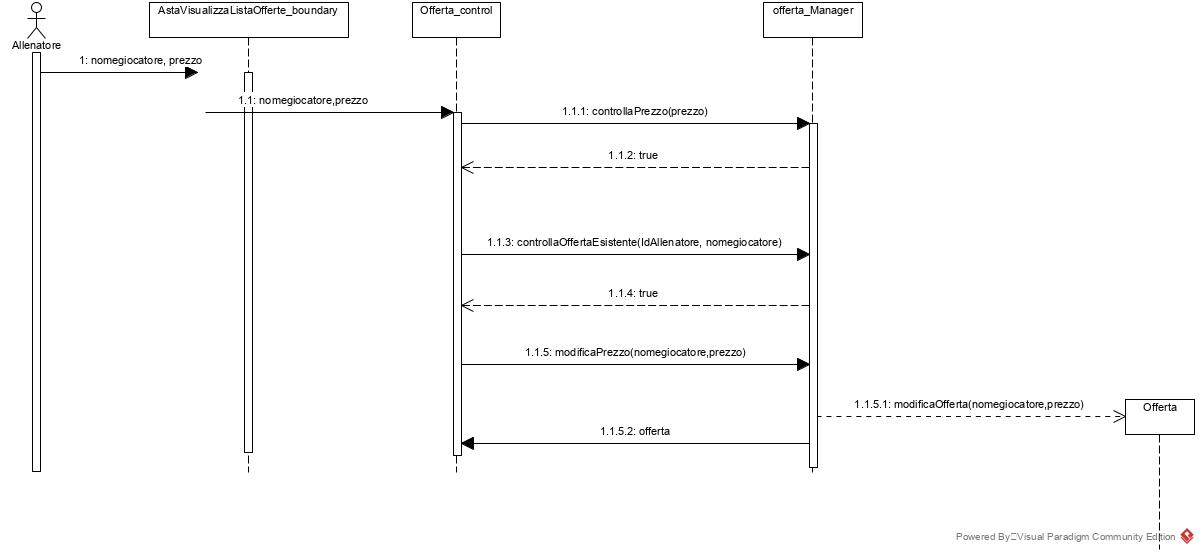 AstaVisualizzaListaOfferte_boundary
Offerta_control
offerta_Manager
Allenatore
1: nomegiocatore, prezzo
1.1: nomegiocatore,prezzo
1.1.1: controllaPrezzo(prezzo)
1.1.2: true
1.1.3: controllaOffertaEsistente(IdAllenatore, nomegiocatore)
1.1.4: true
1.1.5: modificaPrezzo(nomegiocatore,prezzo)
1.1.5.1: modificaOfferta(nomegiocatore,prezzo)
Offerta
1.1.5.2: offerta
Powered By Visual Paradigm Community Edition